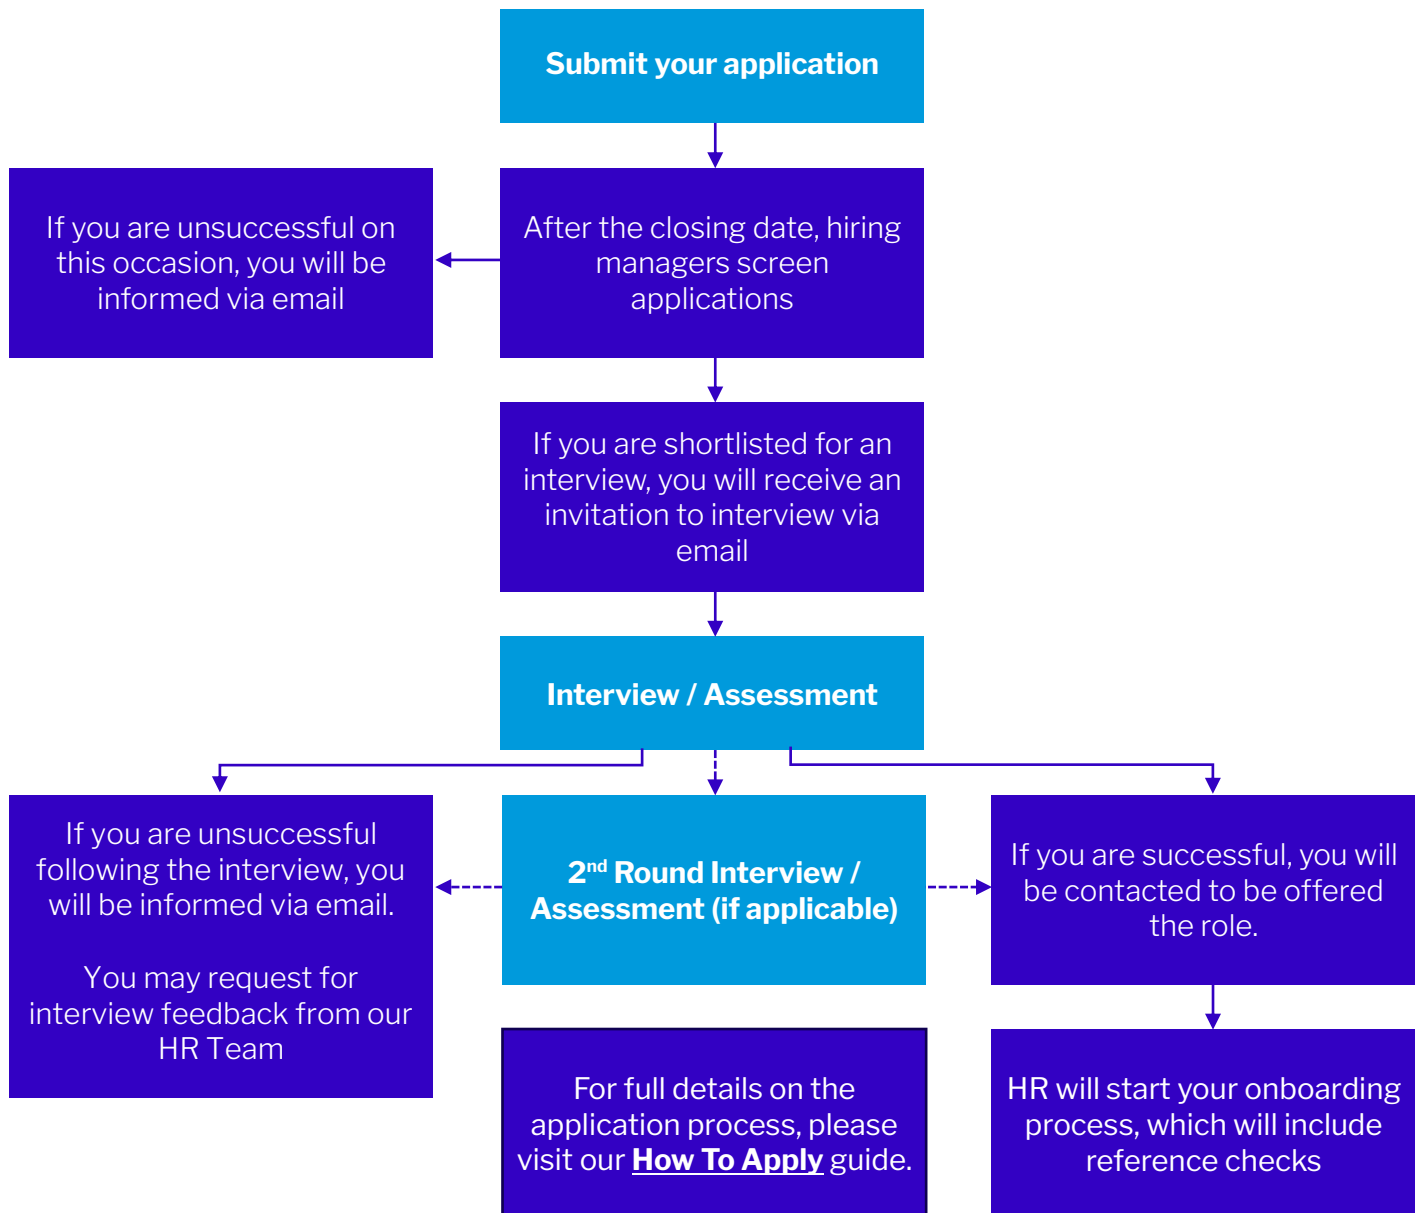 Submit your application
If you are unsuccessful on
this occasion, you will be
informed via email
After the closing date, hiring
managers screen
applications
If you are shortlisted for an
interview, you will receive an
invitation to interview via
email
Interview / Assessment
If you are unsuccessful
following the interview, you
will be informed via email.
You may request for
interview feedback from our
HR Team
2nd Round Interview /
Assessment (if applicable)
If you are successful, you will
be contacted to be offered
the role.
For full details on the
application process, please
visit our How To Apply guide.
HR will start your onboarding
process, which will include
reference checks